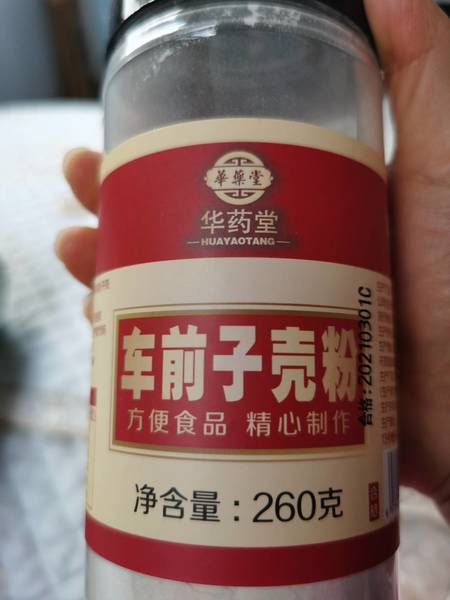 華藥堂
华药堂
HUAYAOTANG
车前子壳粉
方便食品 精心制作
合格:20210301C
净含量:260克